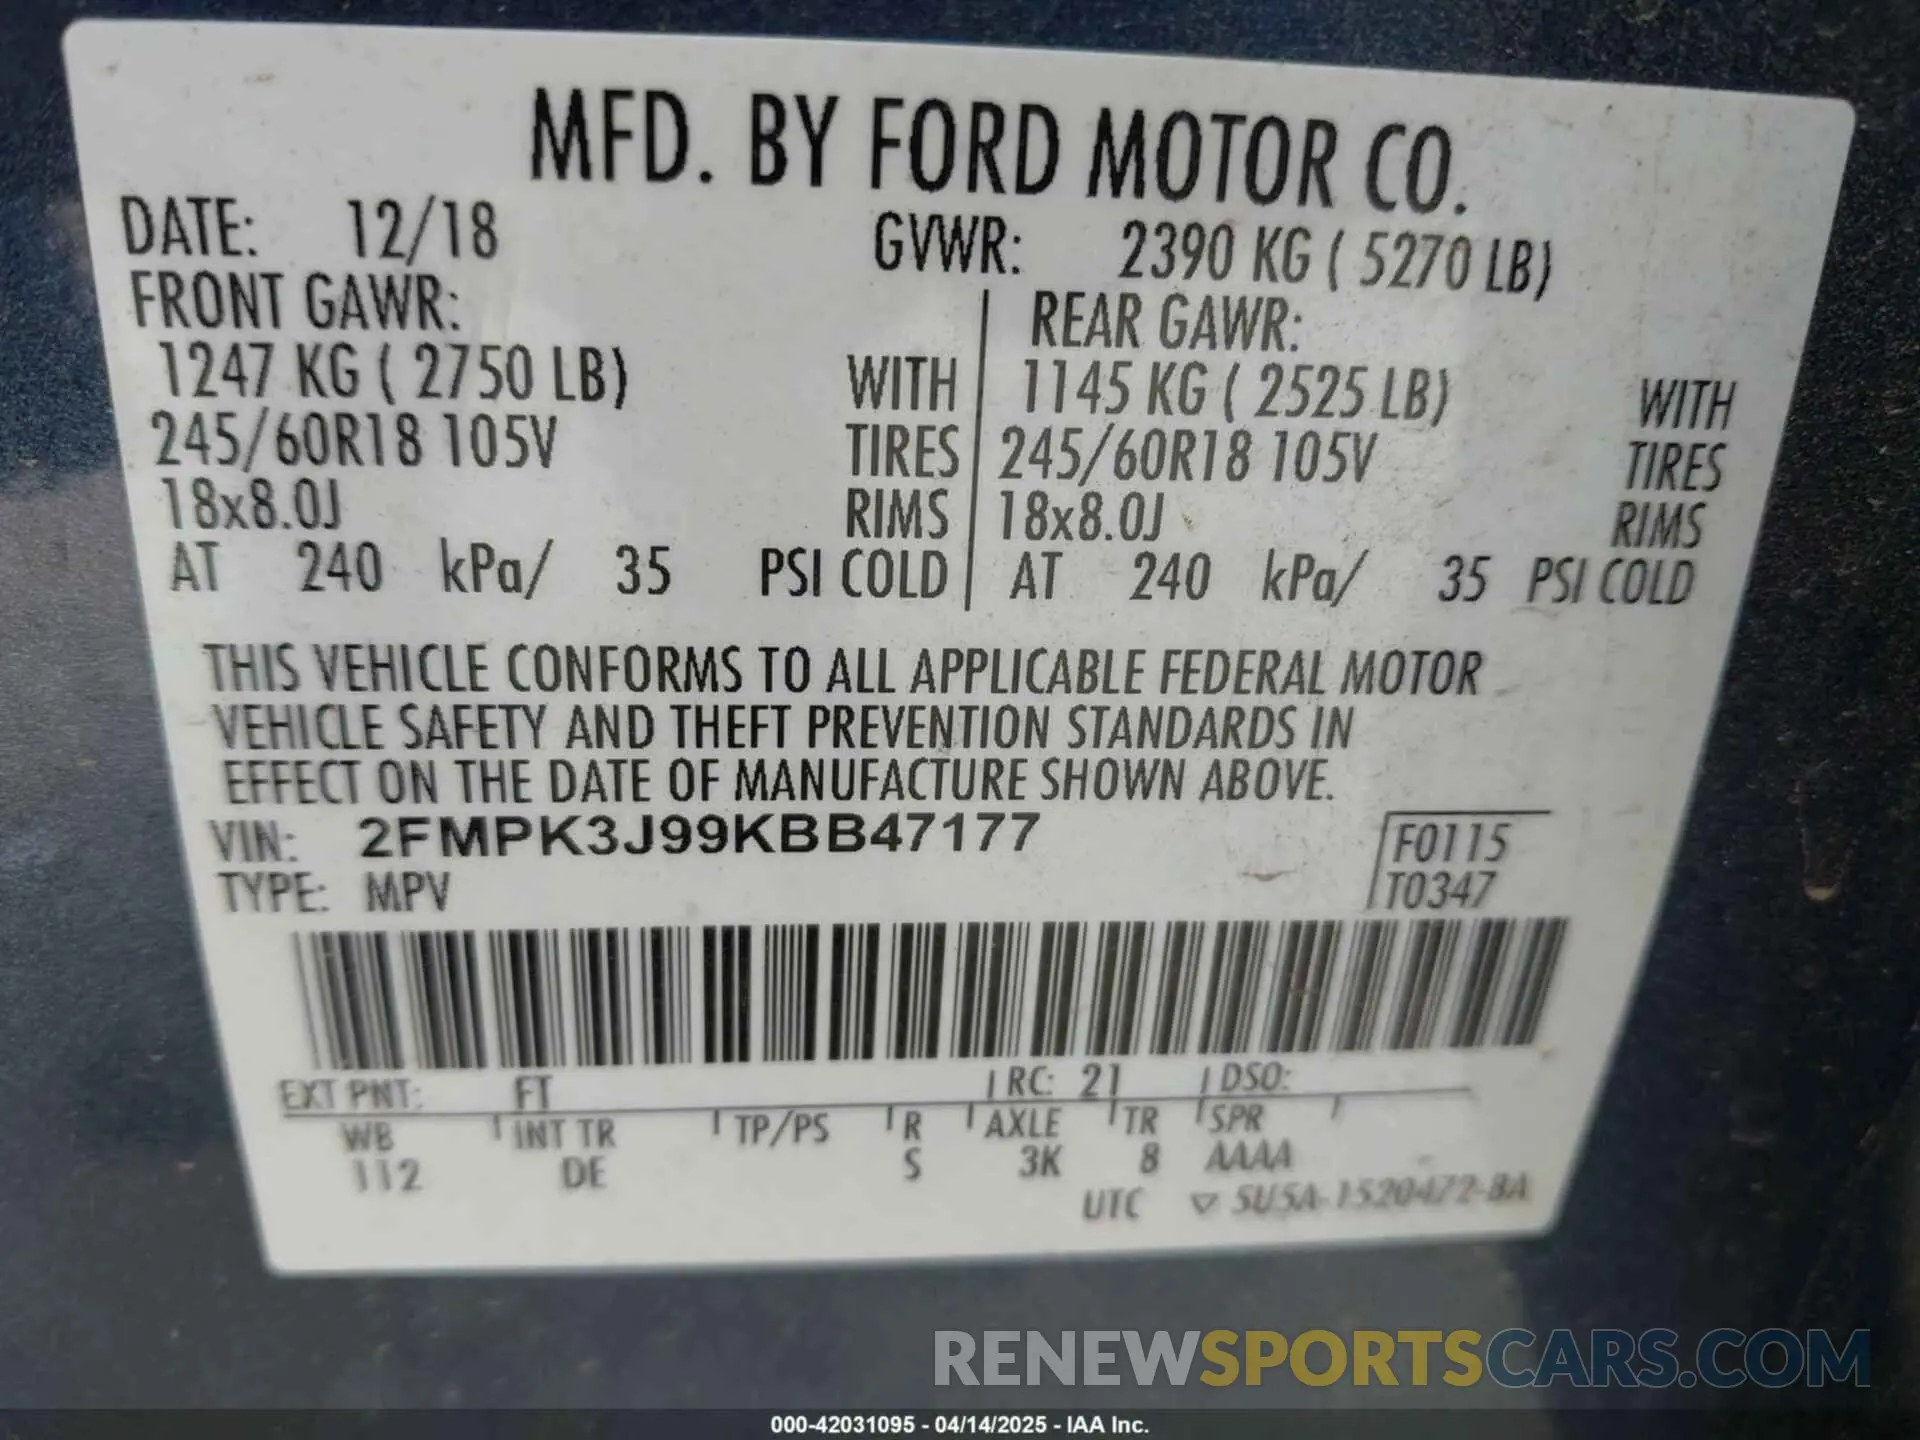 MFD. BY FORD MOTOR CO.
DATE: 12/18 GVWR: 2390 KG ( 5270 LB)
FRONT GAWR: REAR GAWR:
1247 KG ( 2750 LB) WITH 1145 KG ( 2525 LB) WITH
245/60R18 105V TIRES 245/60R18 105V TIRES
18x8.0J RIMS 18x8.0J RIMS
AT 240 kPa/ 35 PSI COLD AT 240 kPa/ 35 PSI COLD
THIS VEHICLE CONFORMS TO ALL APPLICABLE FEDERAL MOTOR
VEHICLE SAFETY AND THEFT PREVENTION STANDARDS IN
EFFECT ON THE DATE OF MANUFACTURE SHOWN ABOVE.
VIN: 2FMPK3J99KBB47177 F0115
TYPE: MPV T0347
EXT PNT: FT RC: 21 DSO:
WB INT TR TP/PS R AXLE TR SPR
112 DE S 3K 8 AAAA
UTC ▽ 5U5A-1520472-BA
RENEWSPORTSCARS.COM
000-42031095 - 04/14/2025 - IAA Inc.